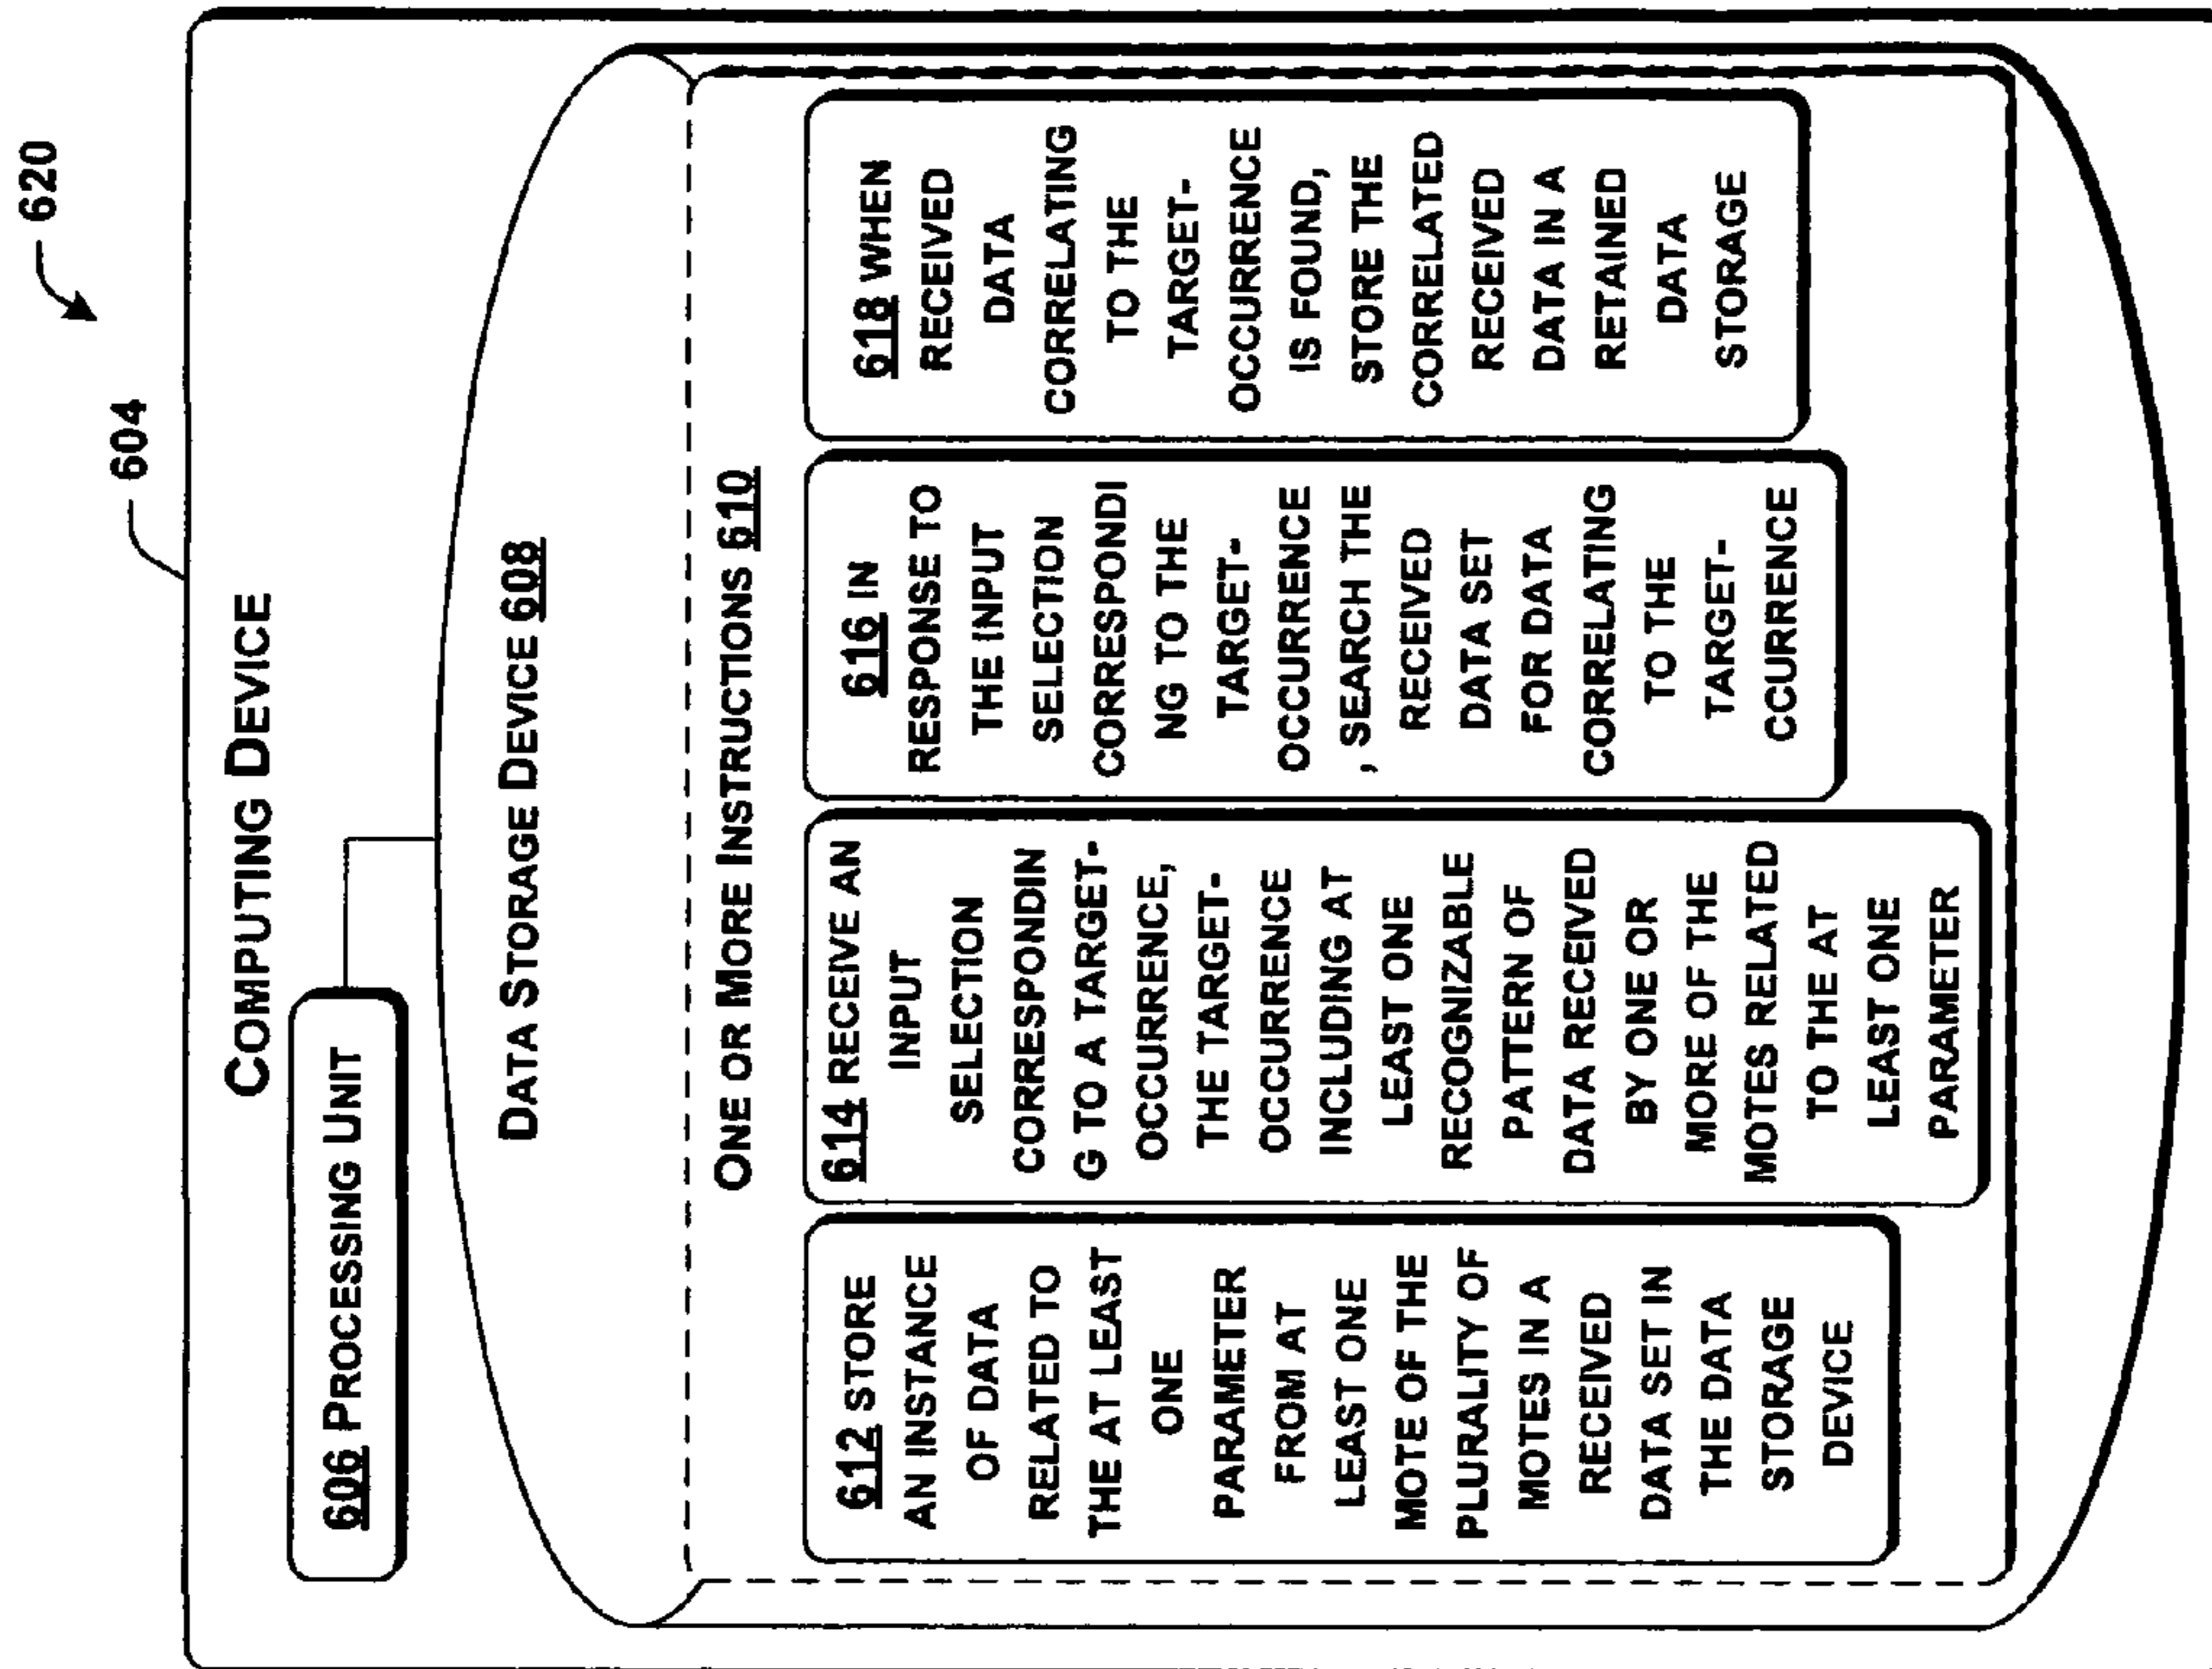 620
604
COMPUTING DEVICE
606 PROCESSING UNIT
DATA STORAGE DEVICE 608
ONE OR MORE INSTRUCTIONS 610
612 STORE
AN INSTANCE
OF DATA
RELATED TO
THE AT LEAST
ONE
PARAMETER
FROM AT
LEAST ONE
MOTE OF THE
PLURALITY OF
MOTES IN A
RECEIVED
DATA SET IN
THE DATA
STORAGE
DEVICE
614 RECEIVE AN
INPUT
SELECTION
CORRESPONDIN
G TO A TARGET-
OCCURRENCE,
THE TARGET-
OCCURRENCE
INCLUDING AT
LEAST ONE
RECOGNIZABLE
PATTERN OF
DATA RECEIVED
BY ONE OR
MORE OF THE
MOTES RELATED
TO THE AT
LEAST ONE
PARAMETER
616 IN
RESPONSE TO
THE INPUT
SELECTION
CORRESPONDI
NG TO THE
TARGET-
OCCURRENCE
, SEARCH THE
RECEIVED
DATA SET
FOR DATA
CORRELATING
TO THE
TARGET-
CCURRENCE
618 WHEN
RECEIVED
DATA
CORRELATING
TO THE
TARGET-
OCCURRENCE
IS FOUND,
STORE THE
CORRELATED
RECEIVED
DATA IN A
RETAINED
DATA
STORAGE